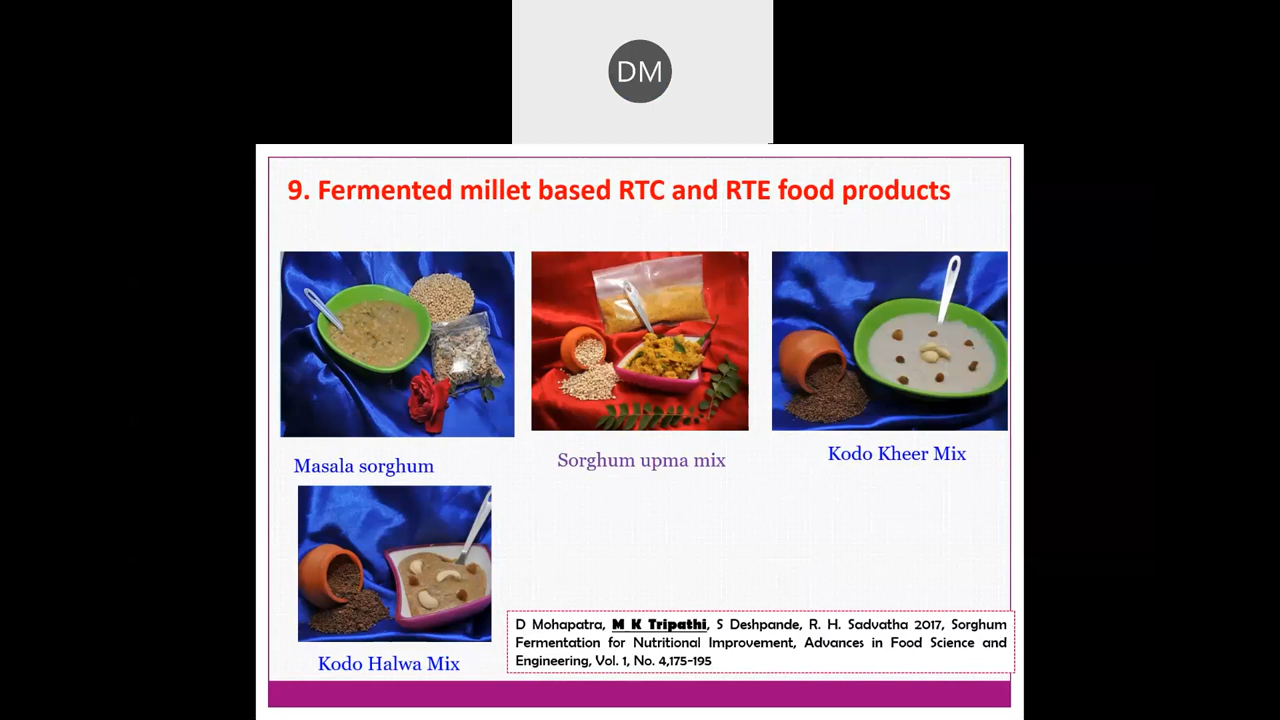 DM
9. Fermented millet based RTC and RTE food products
Masala sorghum
Sorghum upma mix
Kodo Kheer Mix
Kodo Halwa Mix
D Mohapatra, M K Tripathi, S Deshpande, R. H. Sadvatha 2017, Sorghum
Fermentation for Nutritional Improvement, Advances in Food Science and
Engineering, Vol. 1, No. 4,175-195